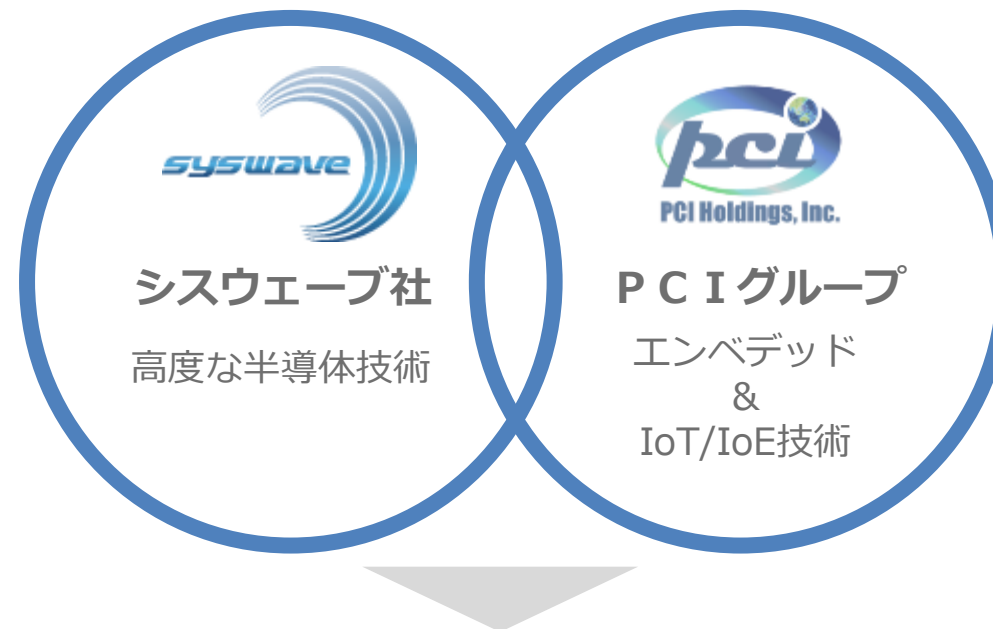 syswave
シスウェーブ社
高度な半導体技術
pci
PCI Holdings, Inc.
ＰＣＩグループ
エンベデッド
&
IoT/IoE技術